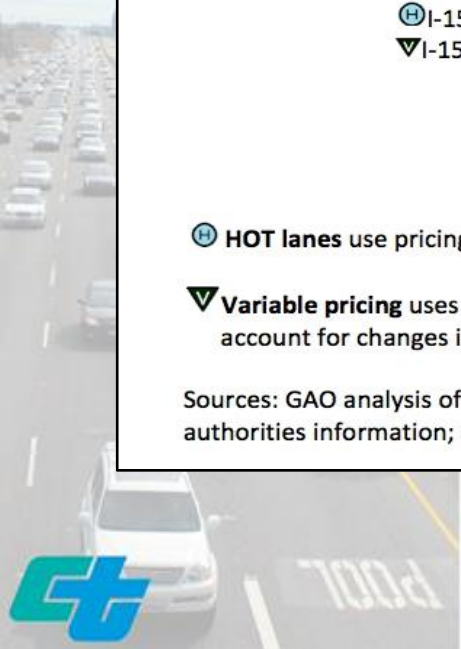 H I-15
V I-15
H HOT lanes use pricing
V Variable pricing uses
account for changes i
Sources: GAO analysis of
authorities information;
POOL